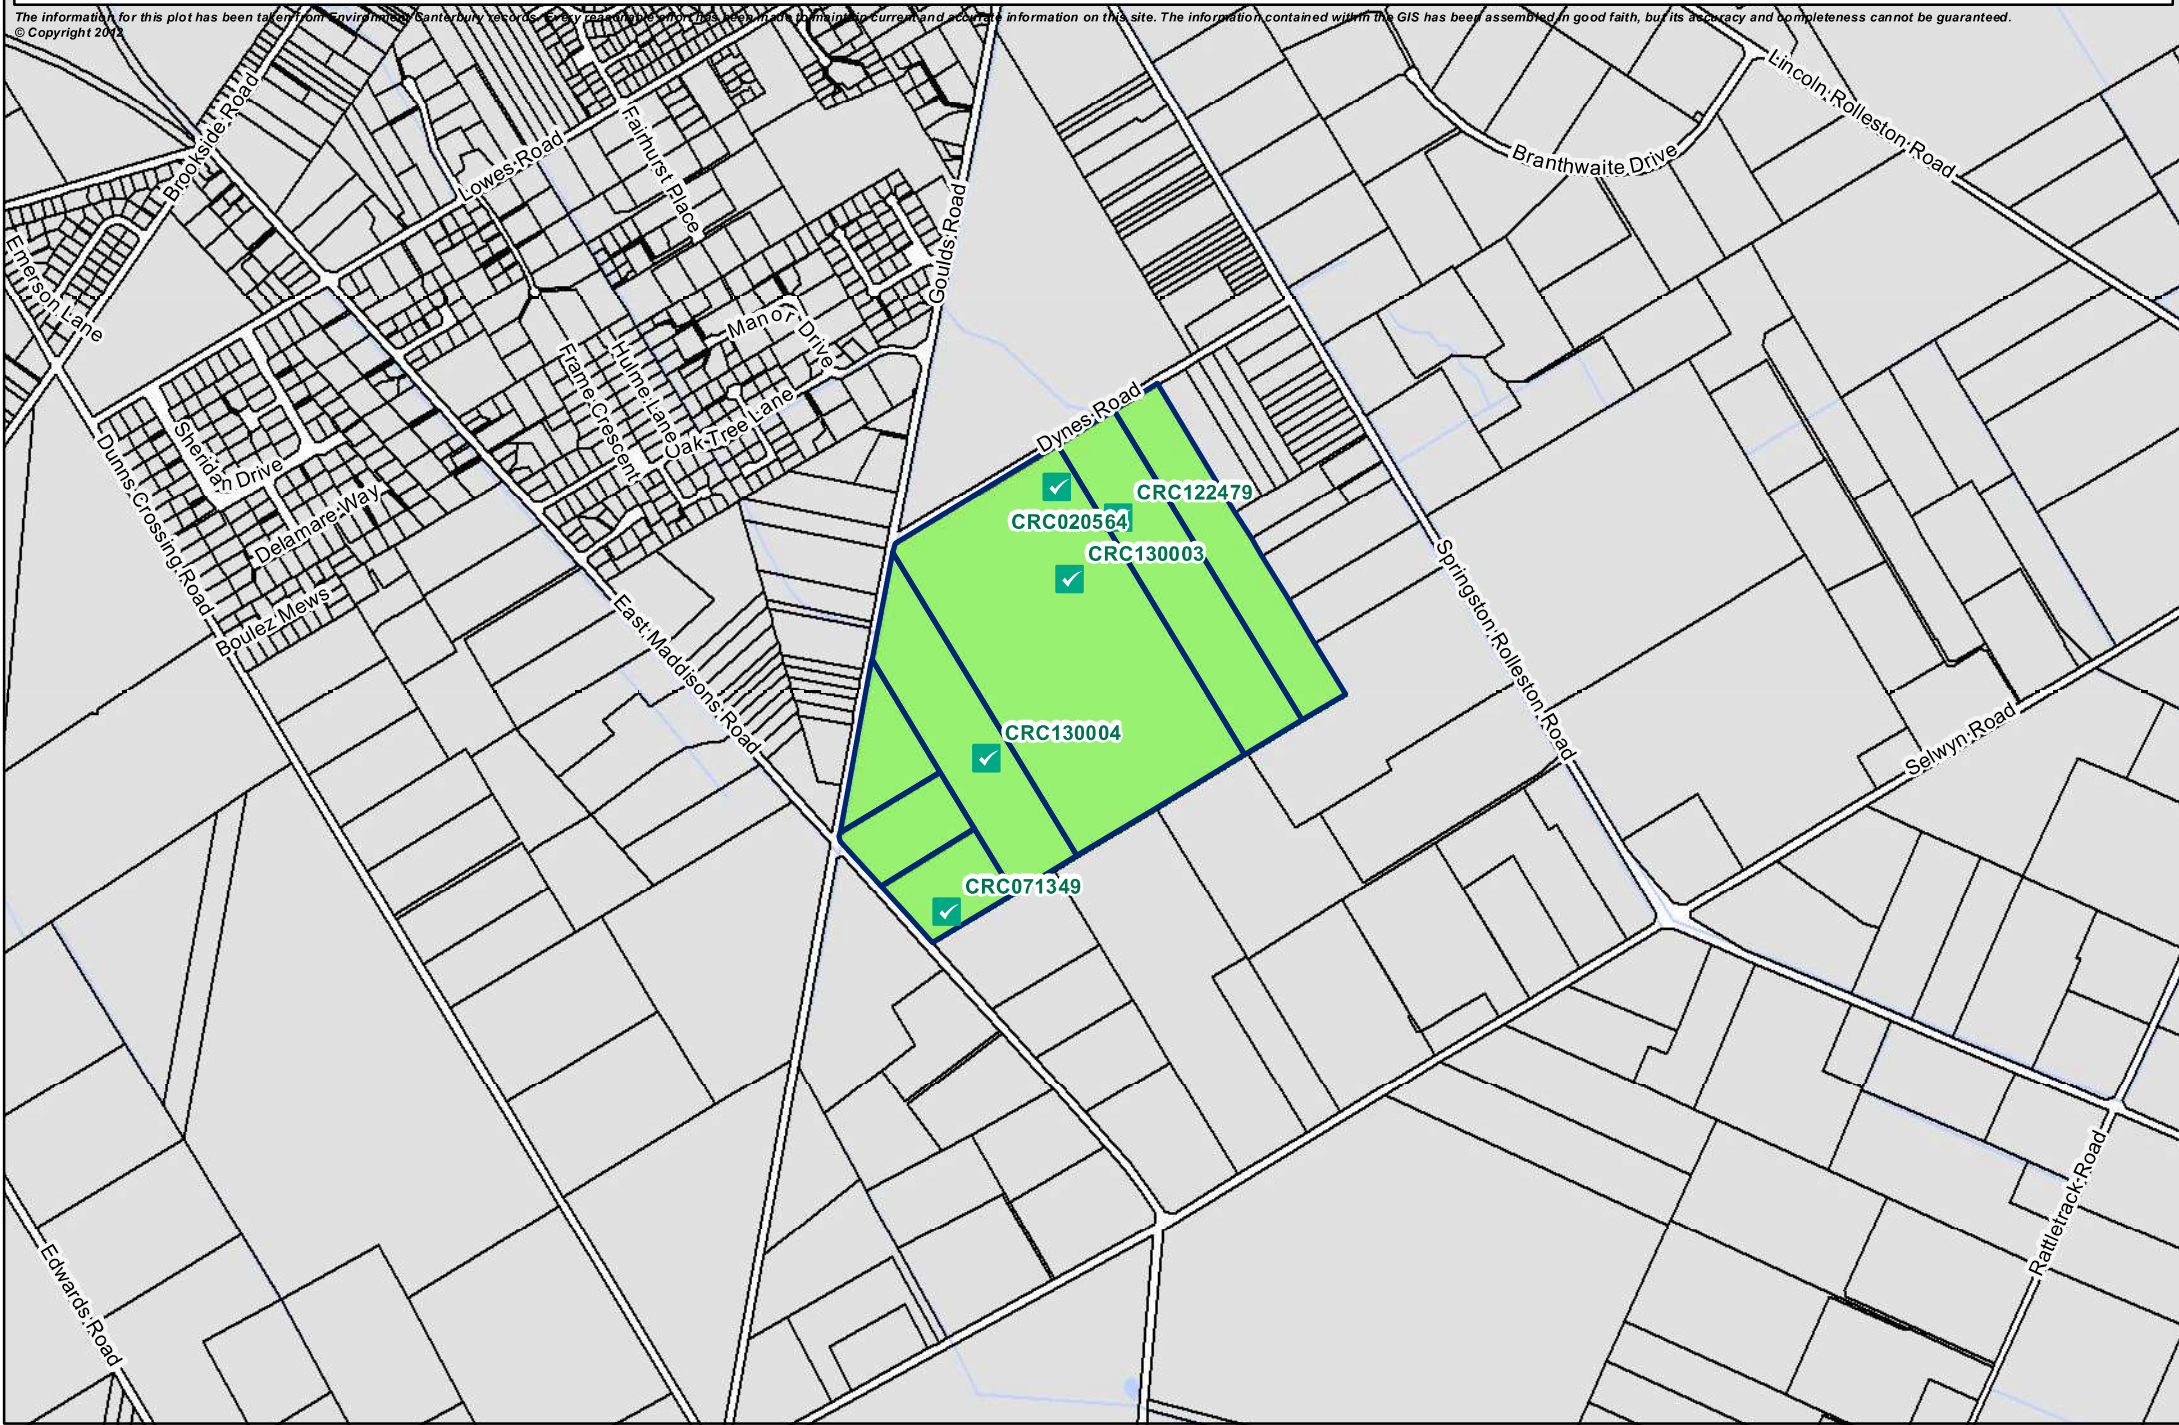 The information for this plot has been taken from Environment Canterbury records. Every reasonable effort has been made to maintain current and accurate information on this site. The information contained within the GIS has been assembled in good faith, but its accuracy and completeness cannot be guaranteed.
© Copyright 2012
Lincoln Rolleston Road
Brookside Road
Fairhurst Place
Lowes Road
Branthwaite Drive
Goulds Road
Emerson Lane
Manor Drive
Frame Crescent
Hulme Lane
Oak Tree Lane
Dynes Road
Sheridan Drive
Dunns Crossing Road
Delamare Way
CRC122479
CRC020564
CRC130003
Springston Rolleston Road
Boulez Mews
East Maddisons Road
CRC130004
Selwyn Road
CRC071349
Rattletrack Road
Edwards Road